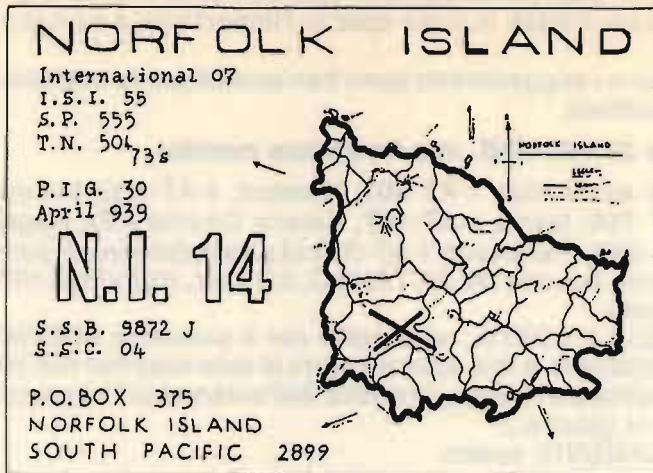 NORFOLK ISLAND
International 07
I.S.I. 55
S.P. 555
T.N. 504
73's
P.I.G. 30
April 939
N.I. 14
S.S.B. 9872 J
S.S.C. 04
NORFOLK ISLAND
P.O.BOX 375
NORFOLK ISLAND
SOUTH PACIFIC 2899